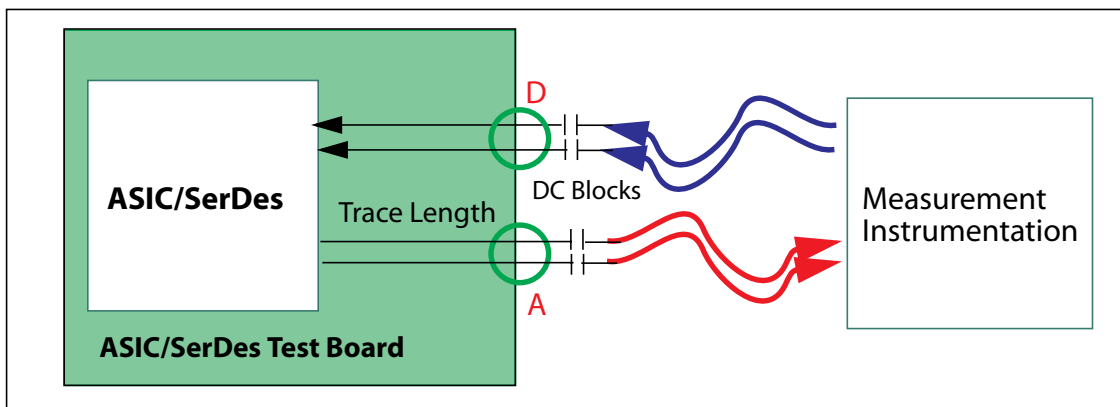 D
ASIC/SerDes
DC Blocks
Trace Length
Measurement
Instrumentation
A
ASIC/SerDes Test Board